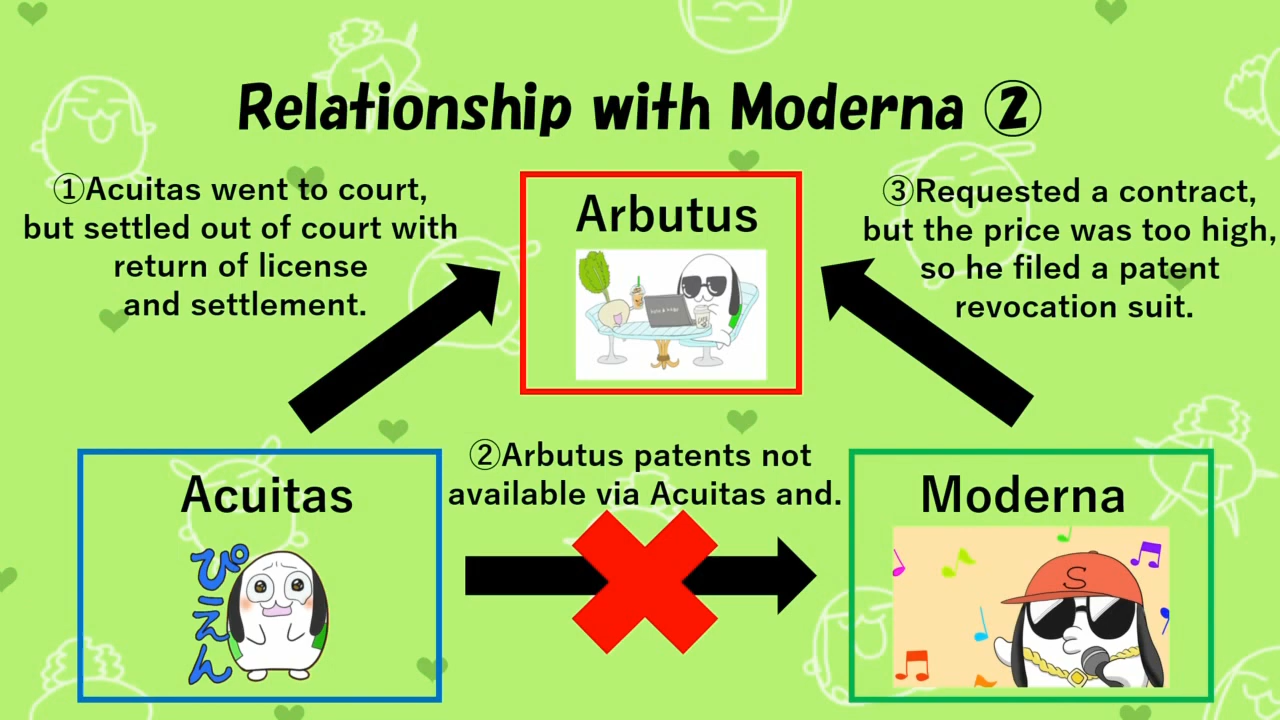 Relationship with Moderna ②
①Acuitas went to court,
but settled out of court with
return of license
and settlement.
Arbutus
③Requested a contract,
but the price was too high,
so he filed a patent
revocation suit.
②Arbutus patents not
available via Acuitas and.
Acuitas
ぴえん
Moderna
S